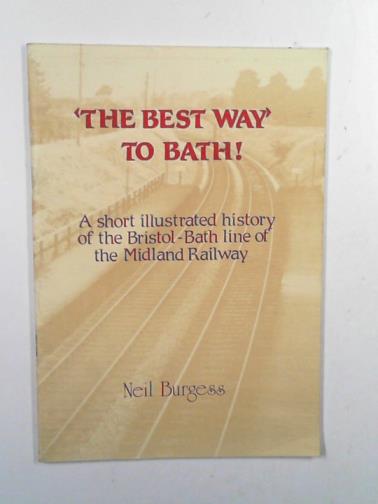 ‘THE BEST WAY’
TO BATH!
A short illustrated history
of the Bristol-Bath line of
the Midland Railway
Neil Burgess